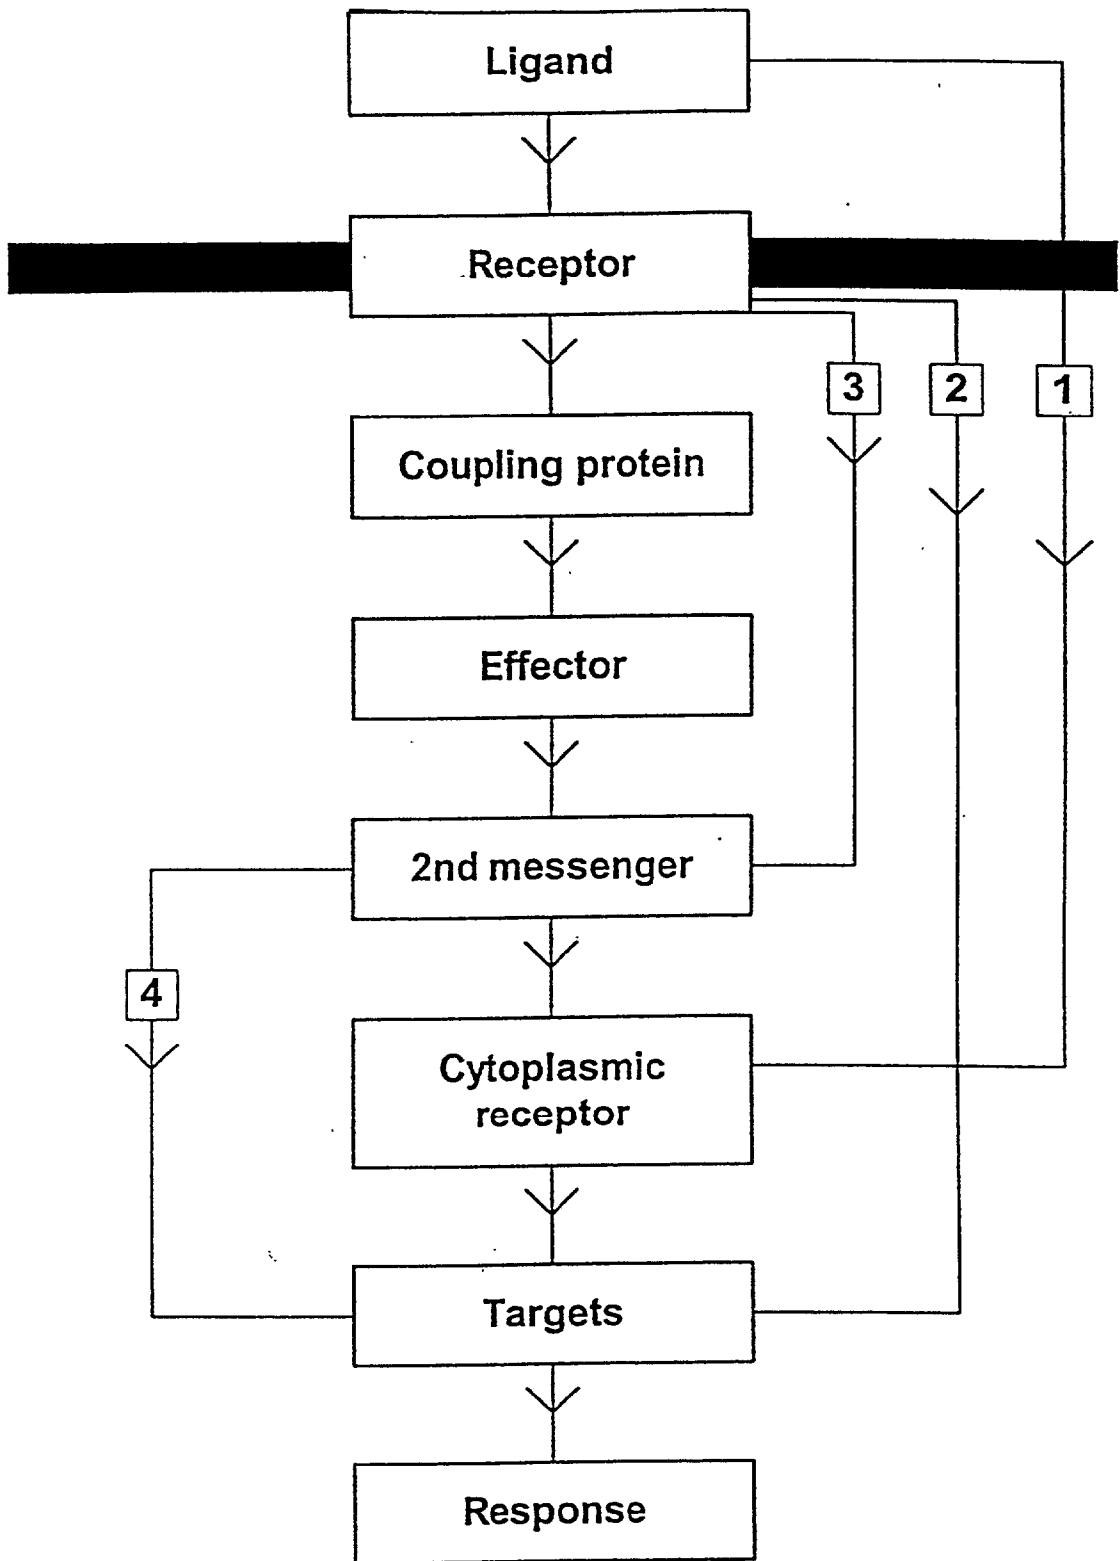 Ligand
Receptor
3
2
1
Coupling protein
Effector
2nd messenger
4
Cytoplasmic
receptor
Targets
Response